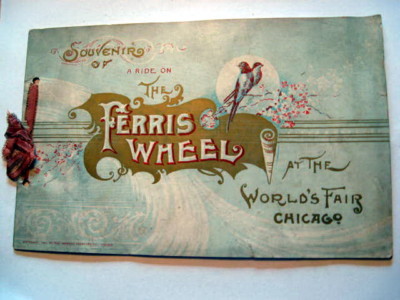 SOUVENIR
OF
A RIDE ON
THE
FERRIS
WHEEL
AT THE
WORLD'S FAIR
CHICAGO